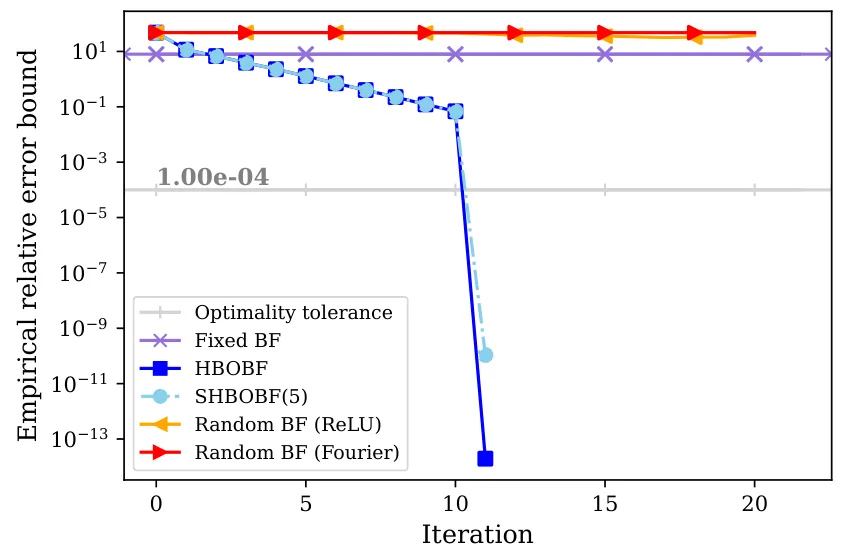 Empirical relative error bound
10¹
10⁻¹
10⁻³
10⁻⁵
10⁻⁷
10⁻⁹
10⁻¹¹
10⁻¹³
1.00e-04
Optimality tolerance
Fixed BF
HBOBF
SHBOBF(5)
Random BF (ReLU)
Random BF (Fourier)
0 5 10 15 20
Iteration